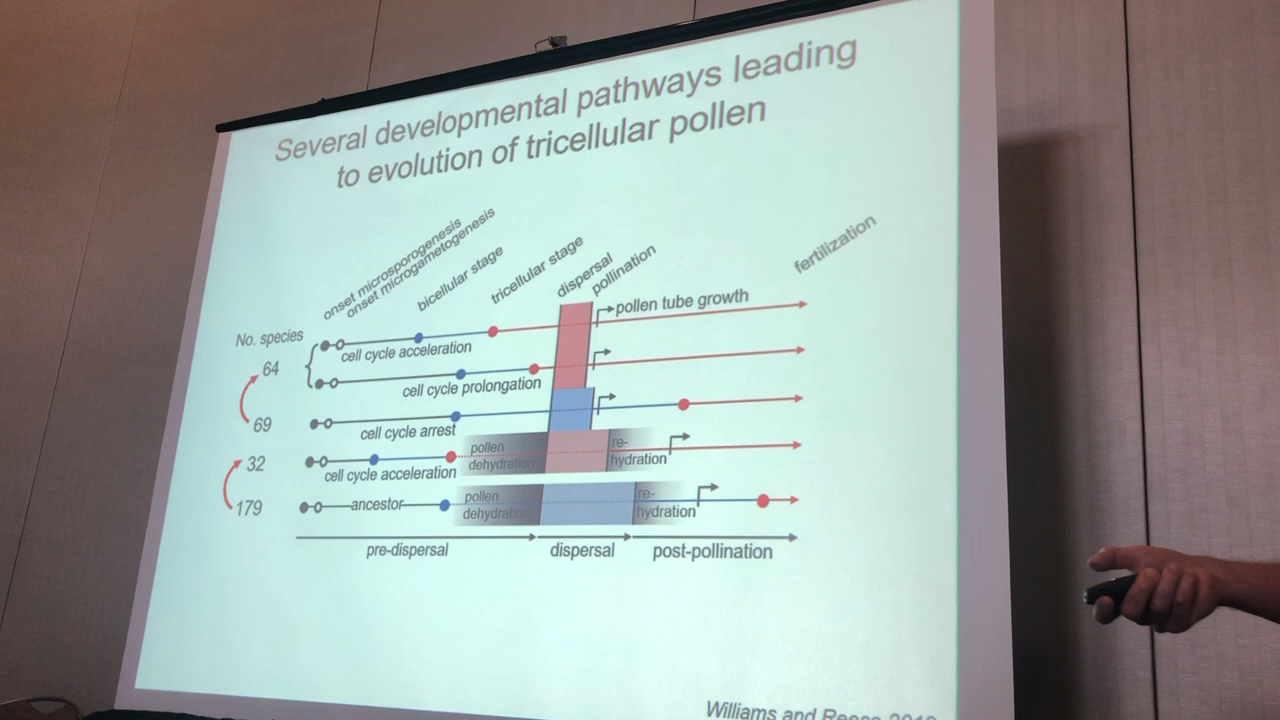 Several developmental pathways leading
to evolution of tricellular pollen
onset microsporogenesis
onset microgametogenesis
bicellular stage
tricellular stage
dispersal
pollination
fertilization
No. species
pollen tube growth
64
cell cycle acceleration
cell cycle prolongation
69
cell cycle arrest
32
cell cycle acceleration
pollen
dehydration
re-
hydration
179
ancestor
pollen
dehydration
re-
hydration
pre-dispersal
dispersal
post-pollination
Williams and Reese